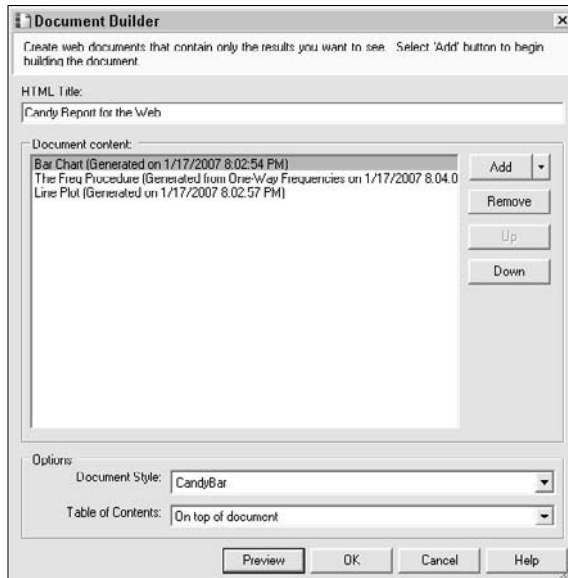 Document Builder
Create web documents that contain only the results you want to see. Select 'Add' button to begin
building the document.
HTML Title:
Candy Report for the Web
Document content:
Bar Chart (Generated on 1/17/2007 8:02:54 PM)
The Freq Procedure (Generated from One-Way Frequencies on 1/17/2007 8:04:0
Line Plot (Generated on 1/17/2007 8:02:57 PM)
Add
Remove
Up
Down
Options
Document Style:
CandyBar
Table of Contents:
On top of document
Preview
OK
Cancel
Help